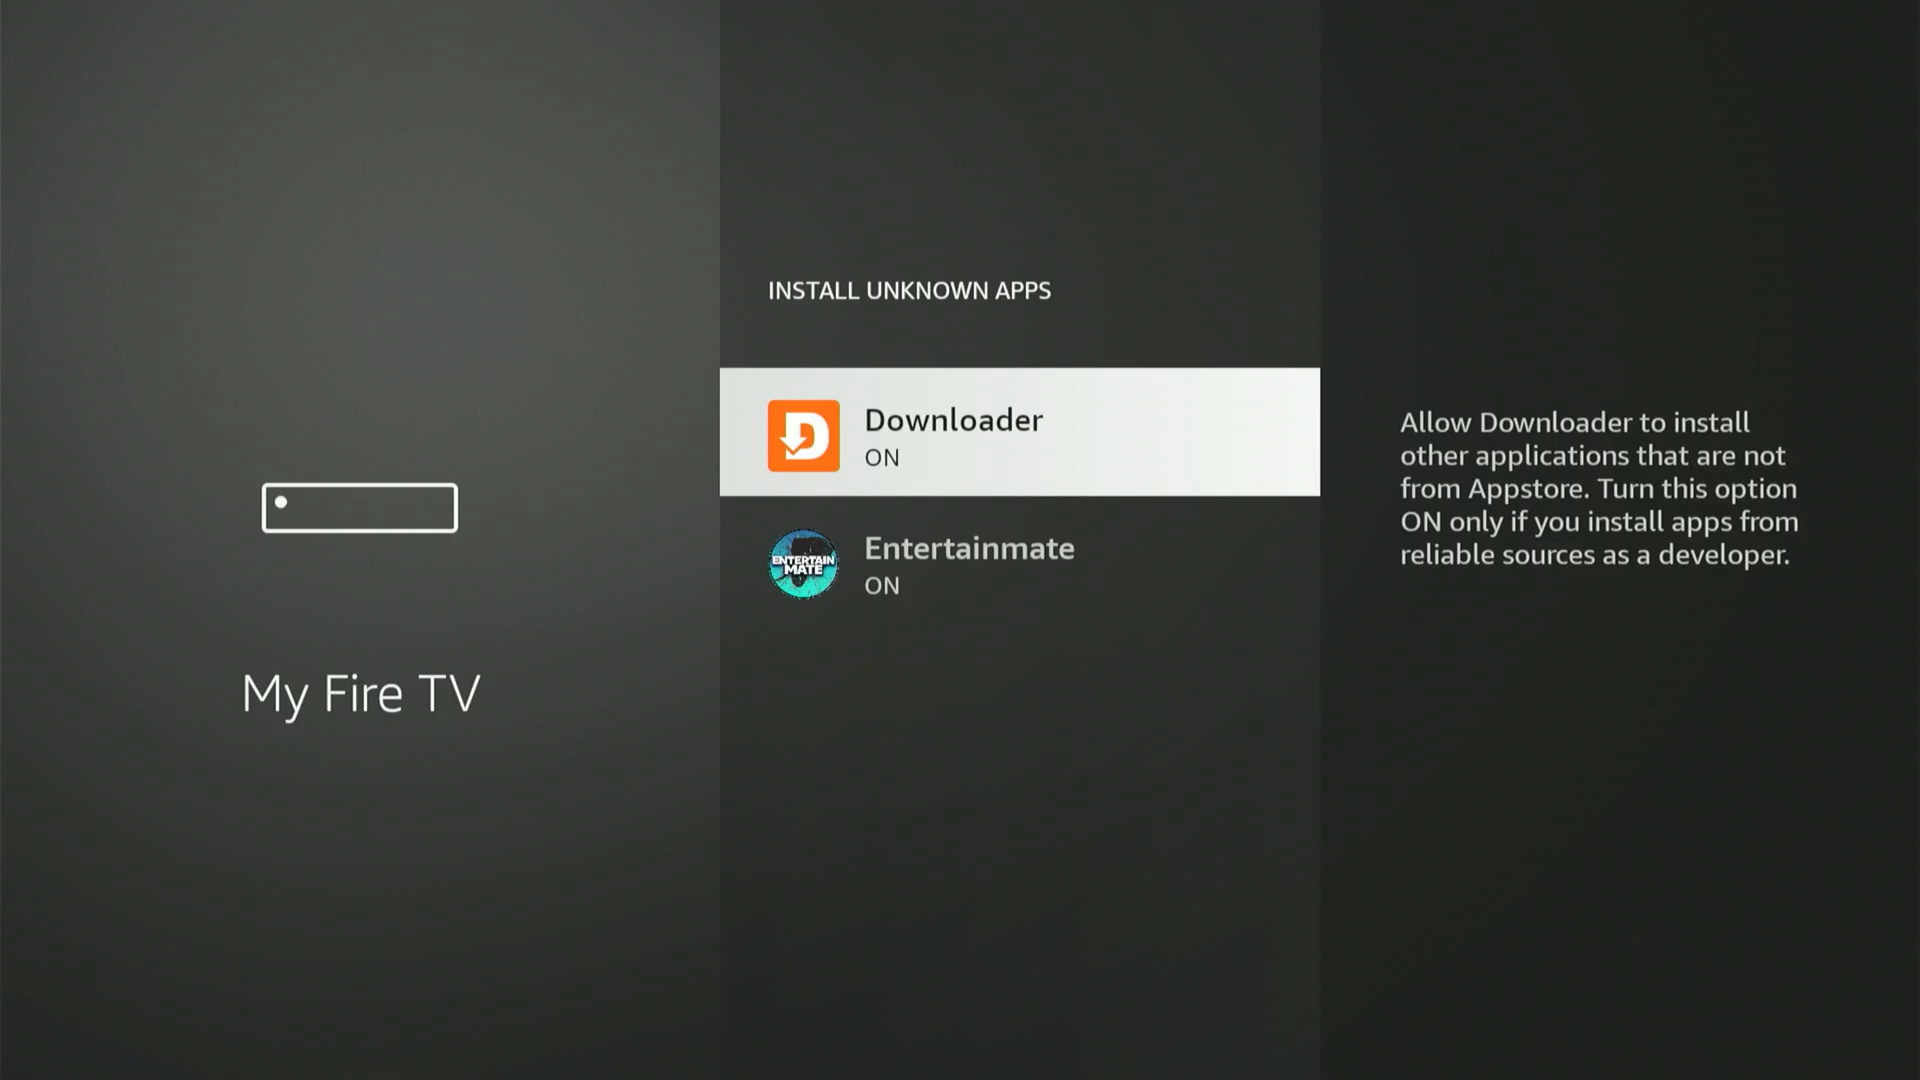 INSTALL UNKNOWN APPS
Downloader
ON
ENTERTAIN
MATE
Entertainmate
ON
My Fire TV
Allow Downloader to install
other applications that are not
from Appstore. Turn this option
ON only if you install apps from
reliable sources as a developer.